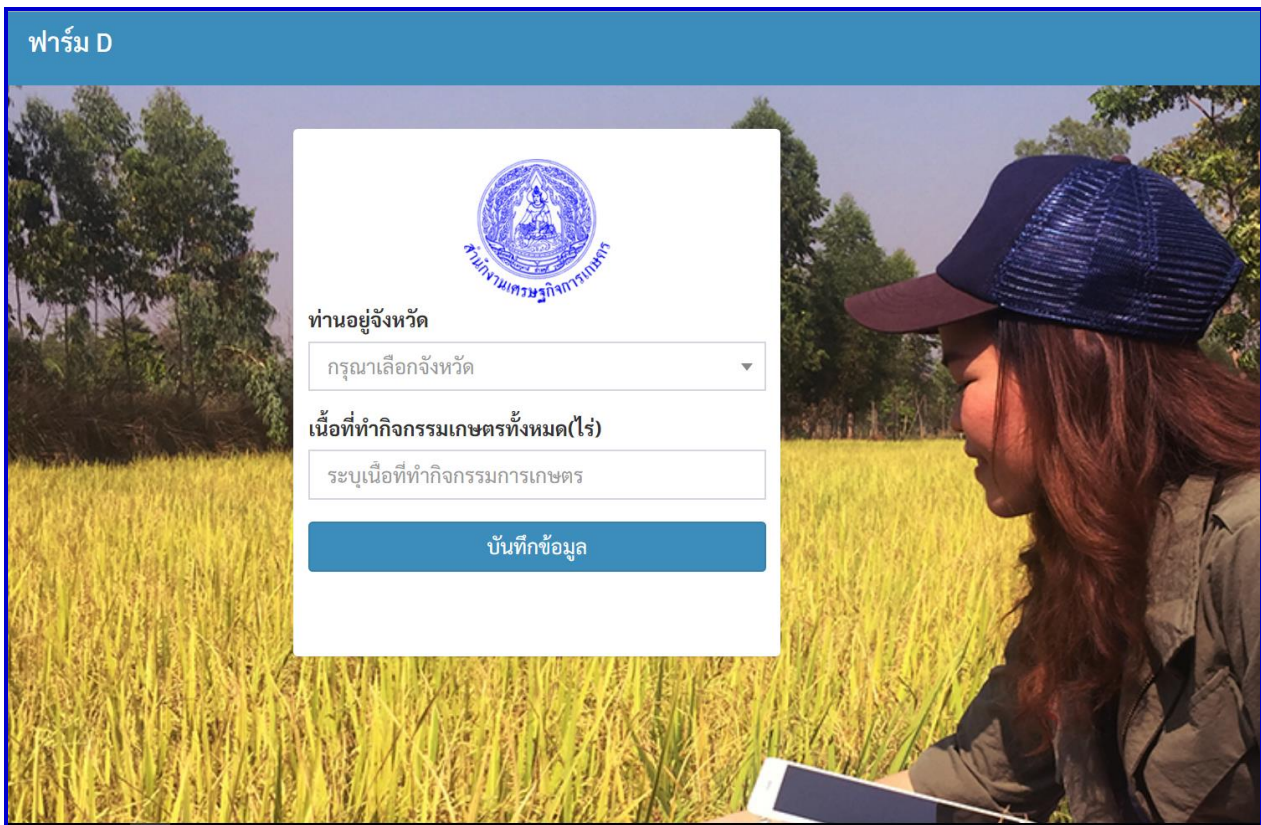 ฟาร์ม D
สำนักงานเศรษฐกิจการเกษตร
ท่านอยู่จังหวัด
กรุณาเลือกจังหวัด
เนื้อที่ทำกิจกรรมเกษตรทั้งหมด(ไร่)
ระบุเนื้อที่ทำกิจกรรมการเกษตร
บันทึกข้อมูล